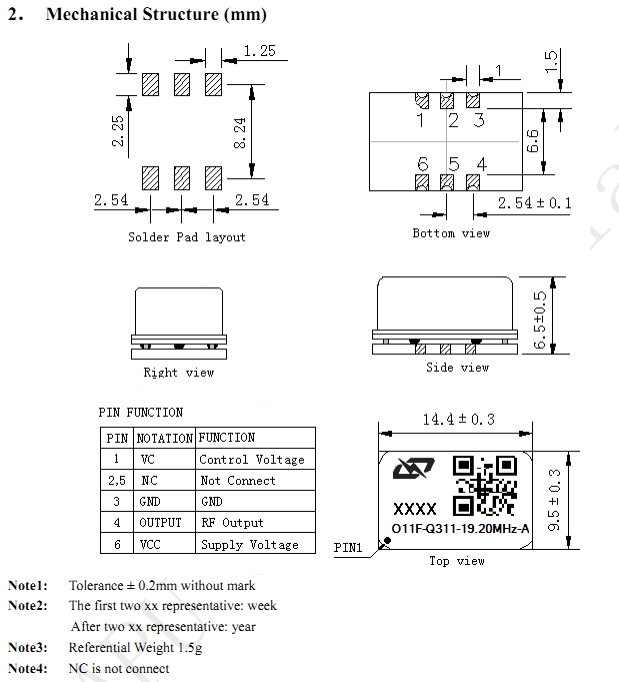 2. Mechanical Structure (mm)
1.25
2.25
8.24
2.54
2.54
Solder Pad layout
1
1.5
1 2 3
6.6
6 5 4
2.54±0.1
Bottom view
Right view
6.5±0.5
Side view
PIN FUNCTION
PIN NOTATION FUNCTION
1 VC Control Voltage
2,5 NC Not Connect
3 GND GND
4 OUTPUT RF Output
6 VCC Supply Voltage
14.4±0.3
XXXX
O11F-Q311-19.20MHz-A
9.5±0.3
PIN1
Top view
Note1: Tolerance ± 0.2mm without mark
Note2: The first two xx representative: week
After two xx representative: year
Note3: Referential Weight 1.5g
Note4: NC is not connect